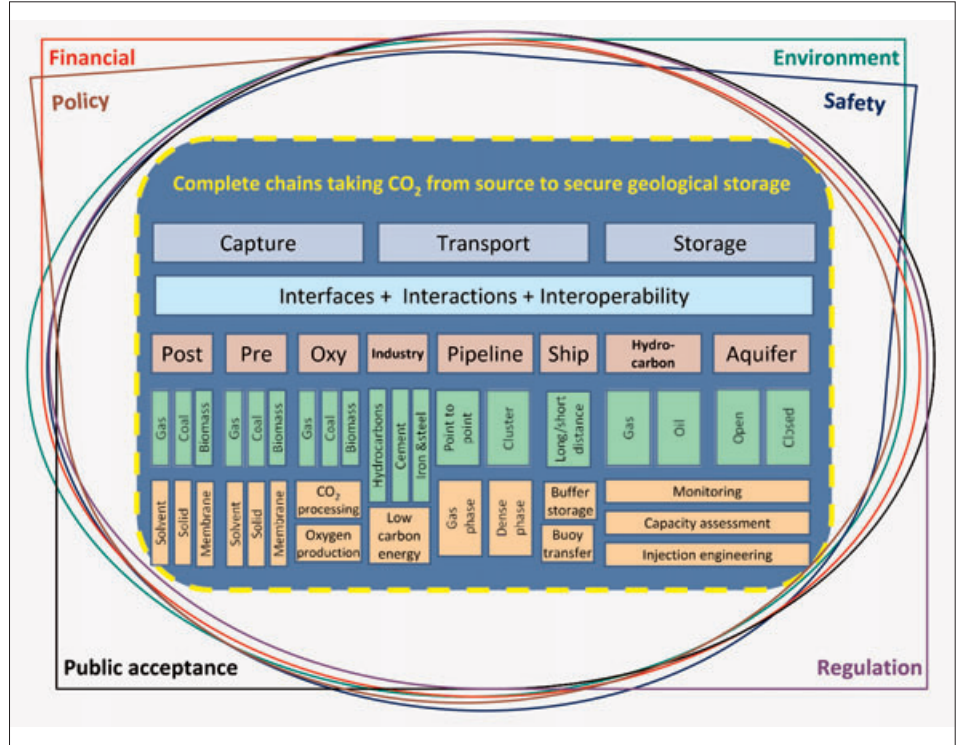 Financial
Environment
Policy
Safety
Complete chains taking CO₂ from source to secure geological storage
Capture
Transport
Storage
Interfaces + Interactions + Interoperability
Post
Pre
Oxy
Industry
Pipeline
Ship
Hydro-
carbon
Aquifer
Gas
Coal
Biomass
Gas
Coal
Biomass
Gas
Coal
Biomass
Hydrocarbons
Cement
Iron &steel
Point to
point
Cluster
Long/short
distance
Gas
Oil
Open
Closed
Solvent
Solid
Membrane
Solvent
Solid
Membrane
CO₂
processing
Oxygen
production
Low
carbon
energy
Gas
phase
Dense
phase
Buffer
storage
Buoy
transfer
Monitoring
Capacity assessment
Injection engineering
Public acceptance
Regulation